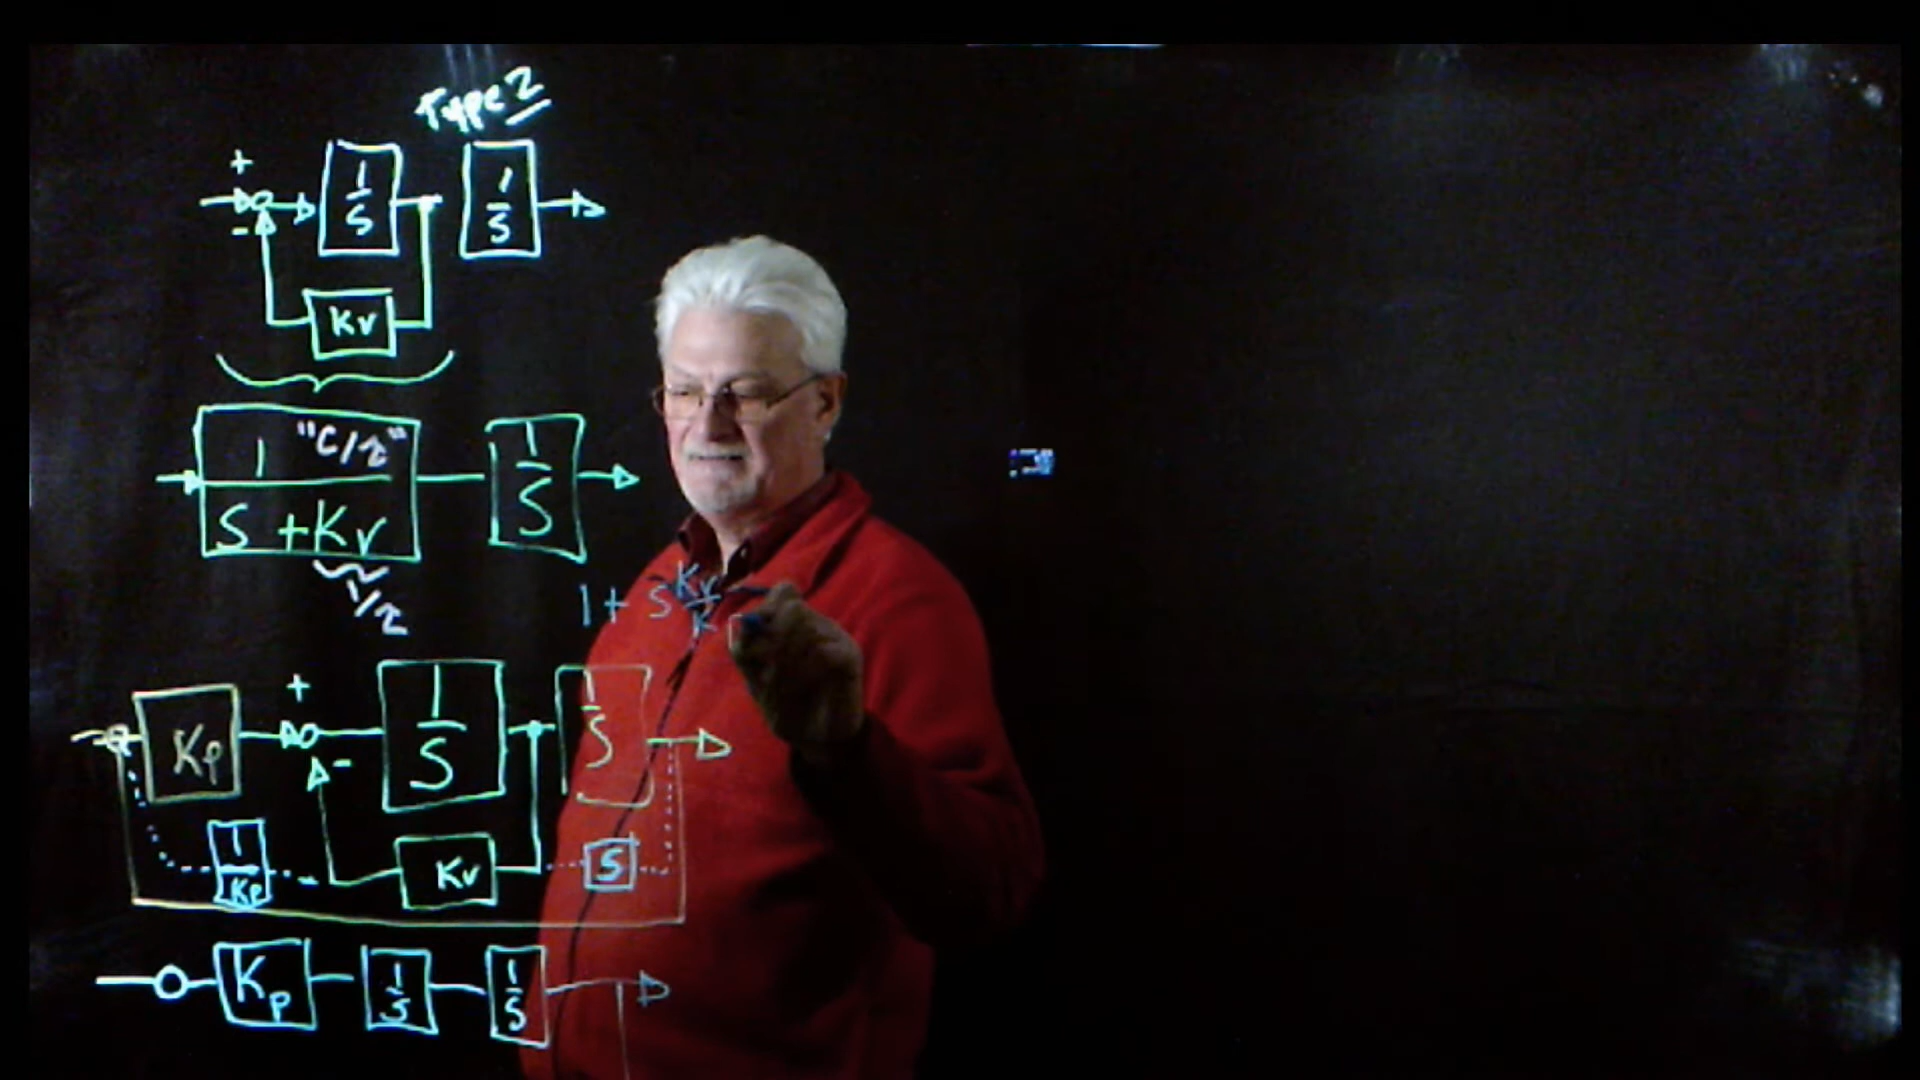 Type 2
+
1/S 1/S
-
Kv
1 "C/τ" 1
S + Kv S
1/τ
1 + S Kv/K
+
Kp 1/S 1/S
-
1/Kp Kv S
Kp 1/S 1/S